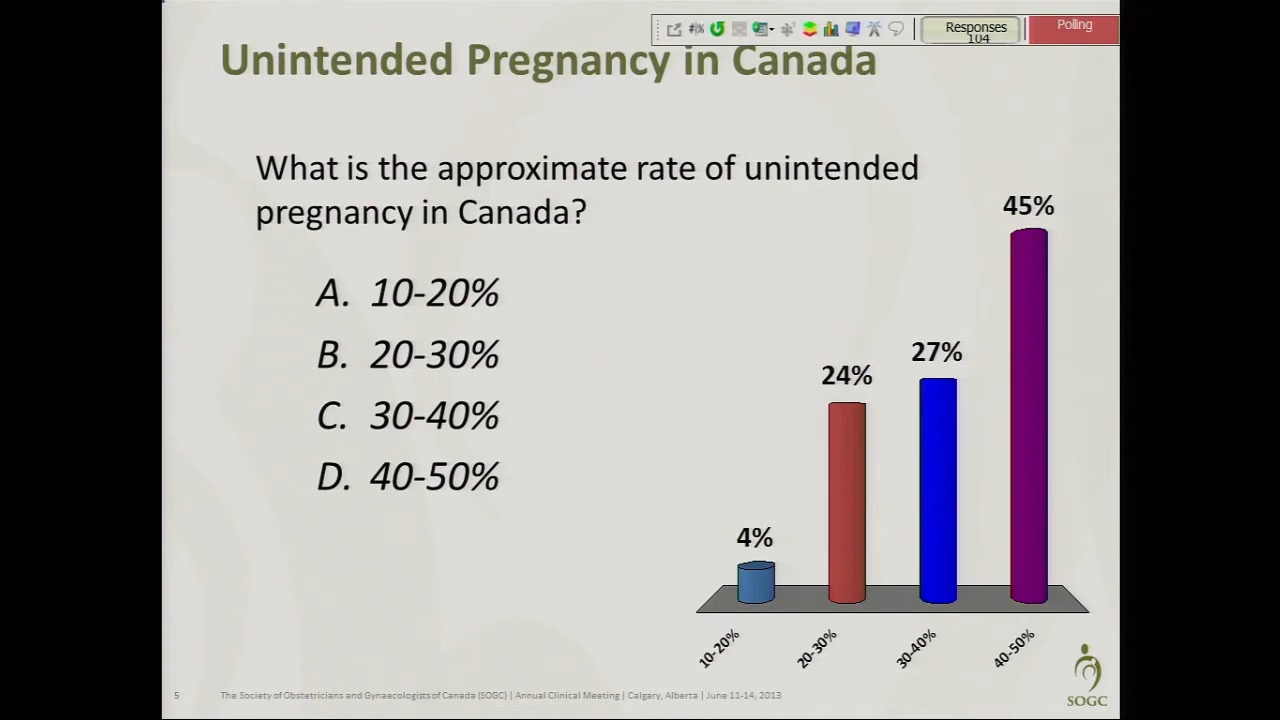 Responses
104
Polling
Unintended Pregnancy in Canada
What is the approximate rate of unintended
pregnancy in Canada?
A. 10-20%
B. 20-30%
C. 30-40%
D. 40-50%
45%
27%
24%
4%
10-20%
20-30%
30-40%
40-50%
SOGC
5
The Society of Obstetricians and Gynaecologists of Canada (SOGC) | Annual Clinical Meeting | Calgary, Alberta | June 11-14, 2013